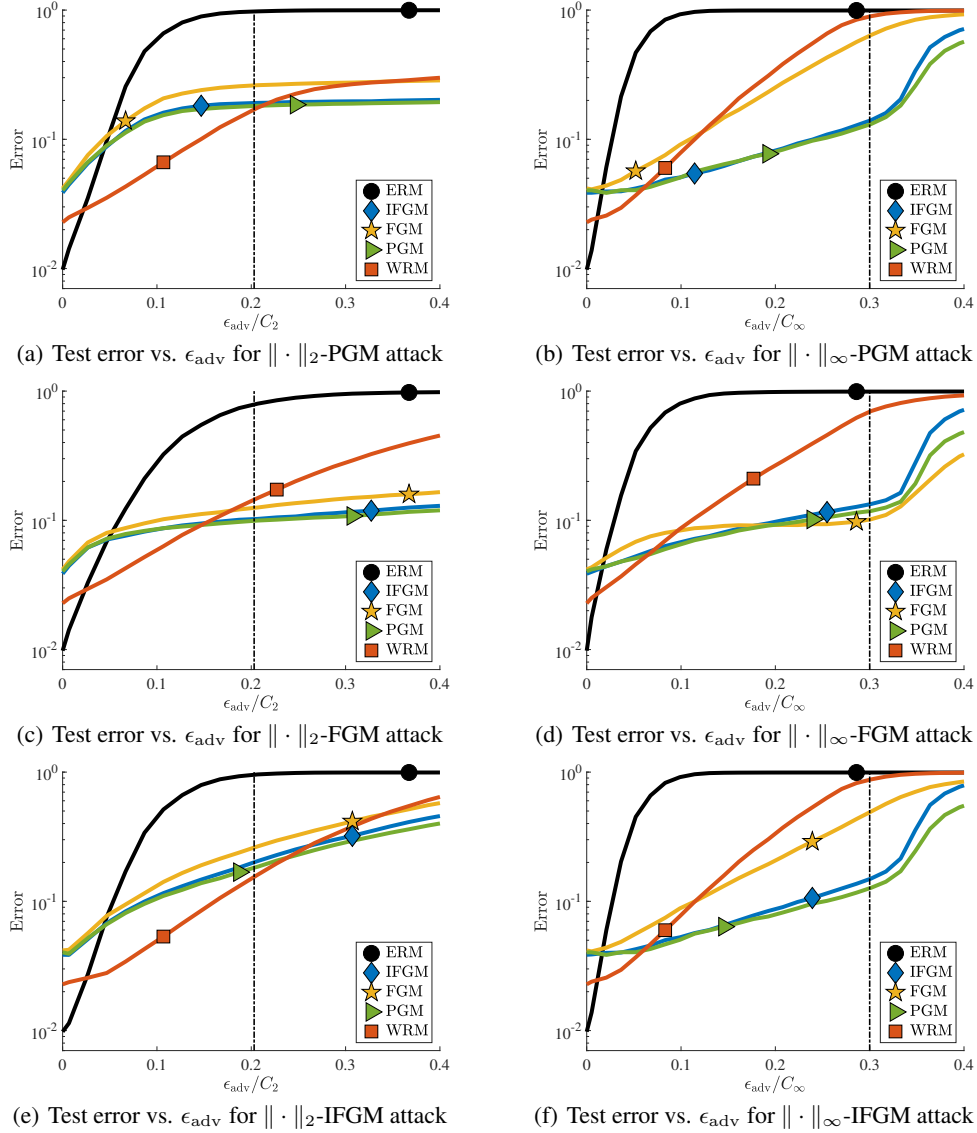 10^0
10^{-1}
10^{-2}
Error
ERM
IFGM
FGM
PGM
WRM
0 0.1 0.2 0.3 0.4
ϵ_adv/C_2
(a) Test error vs. ϵ_adv for ‖ · ‖_2-PGM attack
10^0
10^{-1}
10^{-2}
Error
ERM
IFGM
FGM
PGM
WRM
0 0.1 0.2 0.3 0.4
ϵ_adv/C_∞
(b) Test error vs. ϵ_adv for ‖ · ‖_∞-PGM attack
10^0
10^{-1}
10^{-2}
Error
ERM
IFGM
FGM
PGM
WRM
0 0.1 0.2 0.3 0.4
ϵ_adv/C_2
(c) Test error vs. ϵ_adv for ‖ · ‖_2-FGM attack
10^0
10^{-1}
10^{-2}
Error
ERM
IFGM
FGM
PGM
WRM
0 0.1 0.2 0.3 0.4
ϵ_adv/C_∞
(d) Test error vs. ϵ_adv for ‖ · ‖_∞-FGM attack
10^0
10^{-1}
10^{-2}
Error
ERM
IFGM
FGM
PGM
WRM
0 0.1 0.2 0.3 0.4
ϵ_adv/C_2
(e) Test error vs. ϵ_adv for ‖ · ‖_2-IFGM attack
10^0
10^{-1}
10^{-2}
Error
ERM
IFGM
FGM
PGM
WRM
0 0.1 0.2 0.3 0.4
ϵ_adv/C_∞
(f) Test error vs. ϵ_adv for ‖ · ‖_∞-IFGM attack